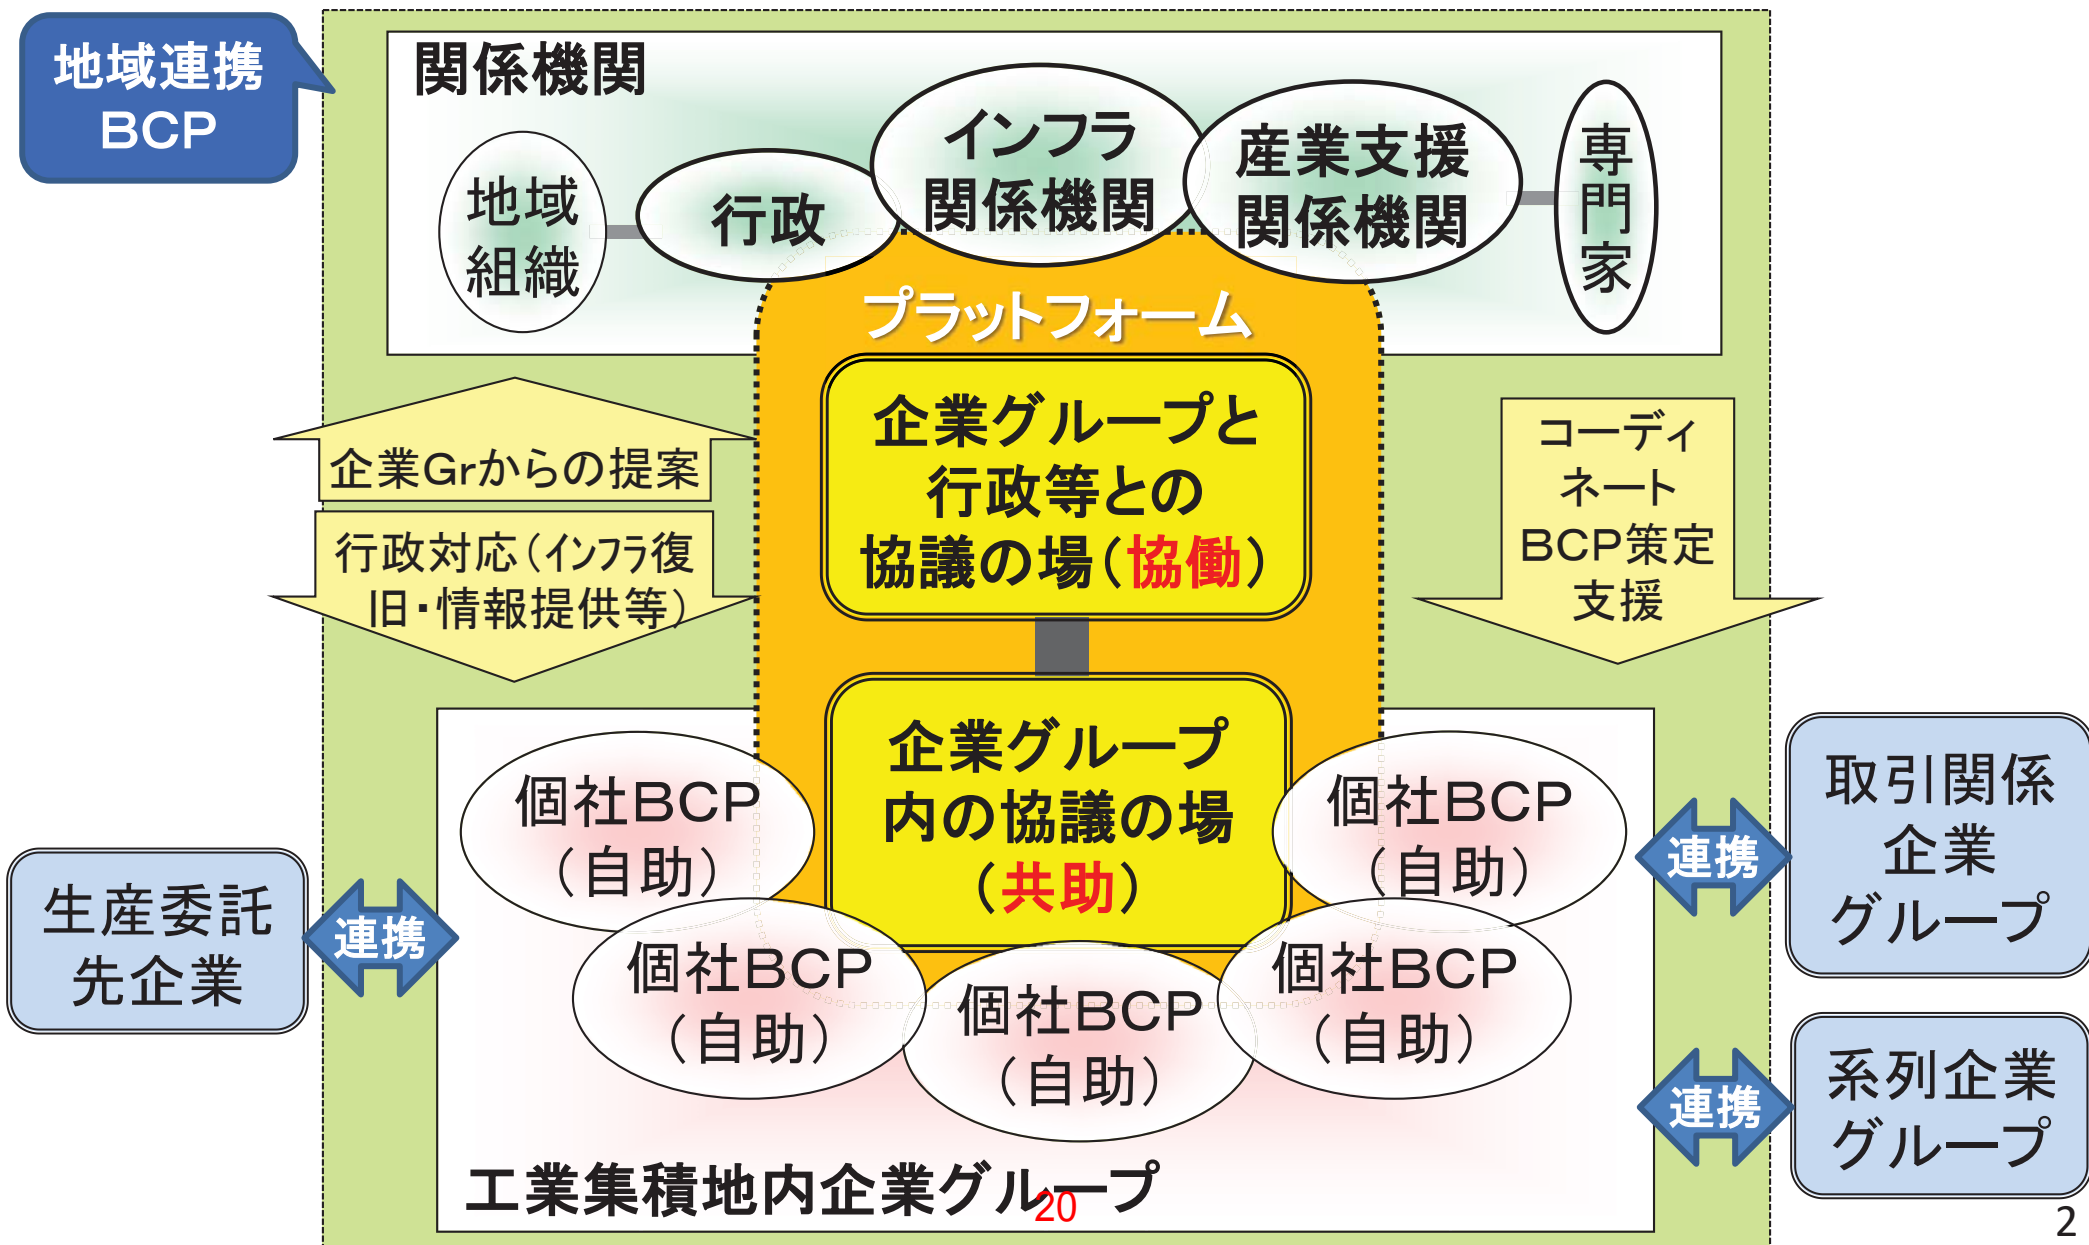 地域連携
BCP
関係機関
地域
組織
行政
インフラ
関係機関
産業支援
関係機関
専
門
家
プラットフォーム
企業グループと
行政等との
協議の場(協働)
企業Grからの提案
行政対応(インフラ復
旧・情報提供等)
コーディ
ネート
BCP策定
支援
企業グループ
内の協議の場
(共助)
個社BCP
(自助)
個社BCP
(自助)
個社BCP
(自助)
個社BCP
(自助)
個社BCP
(自助)
工業集積地内企業グループ
生産委託
先企業
連携
連携
取引関係
企業
グループ
連携
系列企業
グループ
20
2